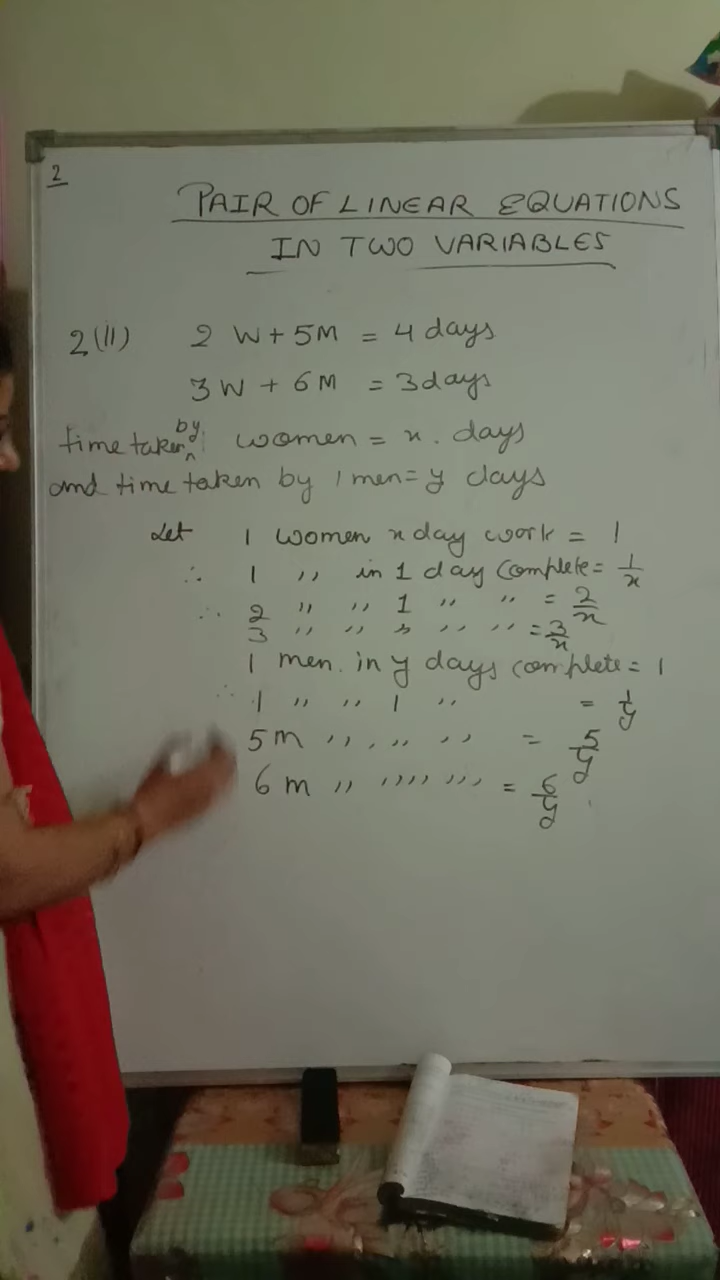 2
PAIR OF LINEAR EQUATIONS
IN TWO VARIABLES
2(II) 2 W + 5M = 4 days
3 W + 6 M = 3 days
time taken by women = x. days
and time taken by 1 men = y days
Let 1 women x day work = 1
∴ 1 ,, in 1 day complete = 1/x
∴ 2 ,, ,, 1 ,, ,, = 2/x
3 ,, ,, ,, ,, ,, = 3/x
1 men. in y days complete = 1
∴ 1 ,, ,, 1 ,, = 1/y
5 M ,, ,, ,, = 5/y
6 M ,, ,, ,, ,, = 6/y